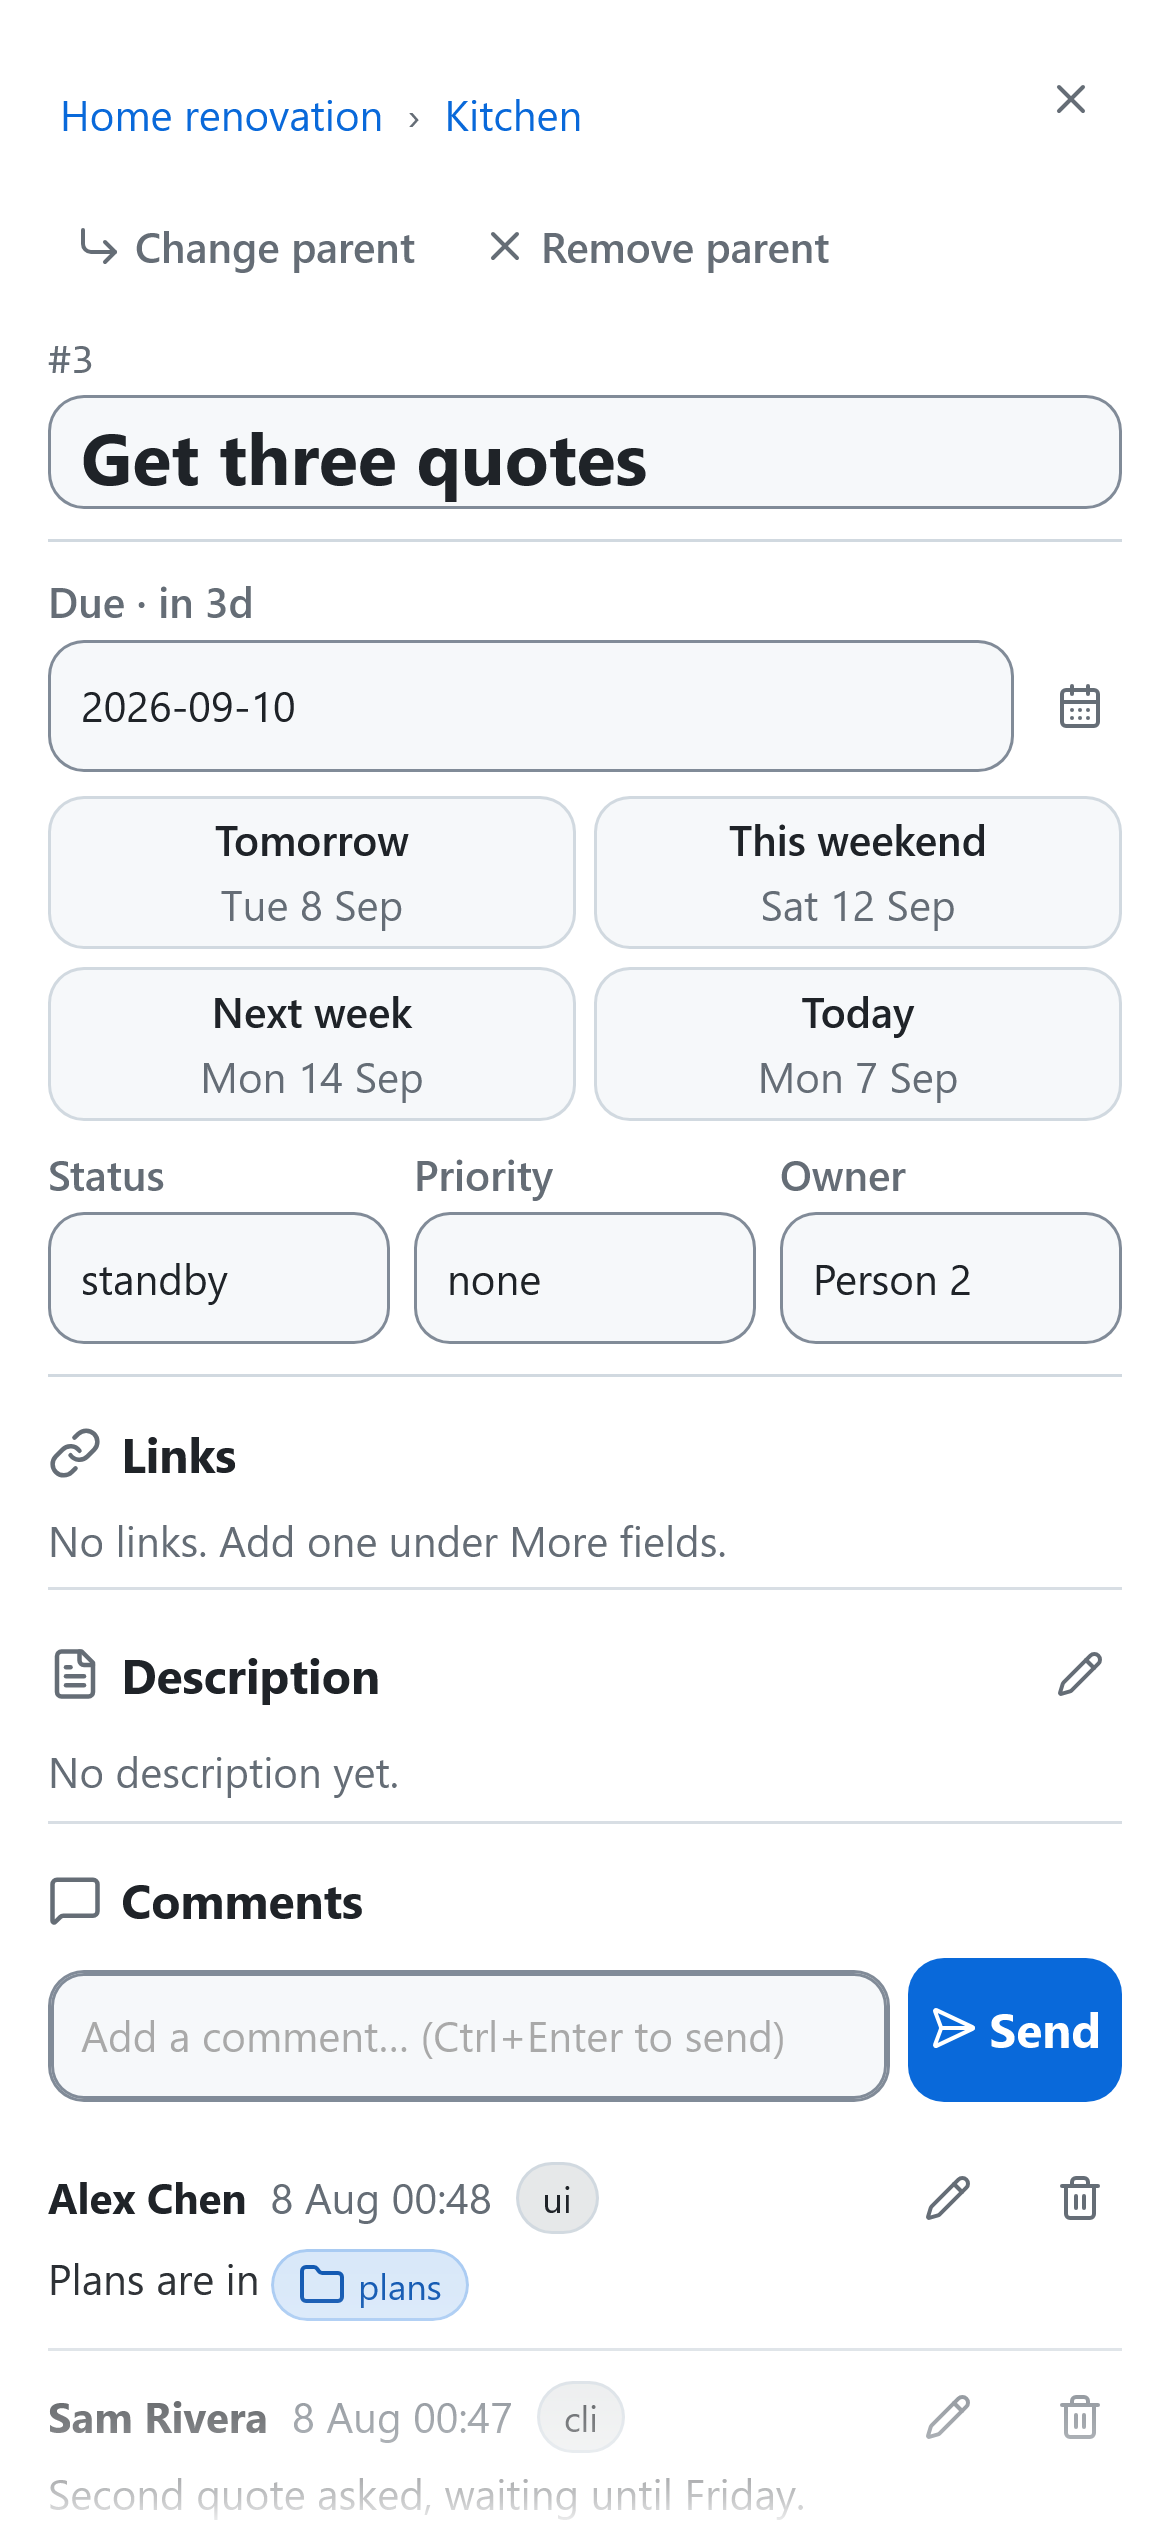 Home renovation › Kitchen
Change parent Remove parent
#3
Get three quotes
Due · in 3d
2026-09-10
Tomorrow This weekend
Tue 8 Sep Sat 12 Sep
Next week Today
Mon 14 Sep Mon 7 Sep
Status Priority Owner
standby none Person 2
Links
No links. Add one under More fields.
Description
No description yet.
Comments
Add a comment... (Ctrl+Enter to send) Send
Alex Chen 8 Aug 00:48 ui
Plans are in plans
Sam Rivera 8 Aug 00:47 cli
Second quote asked, waiting until Friday.